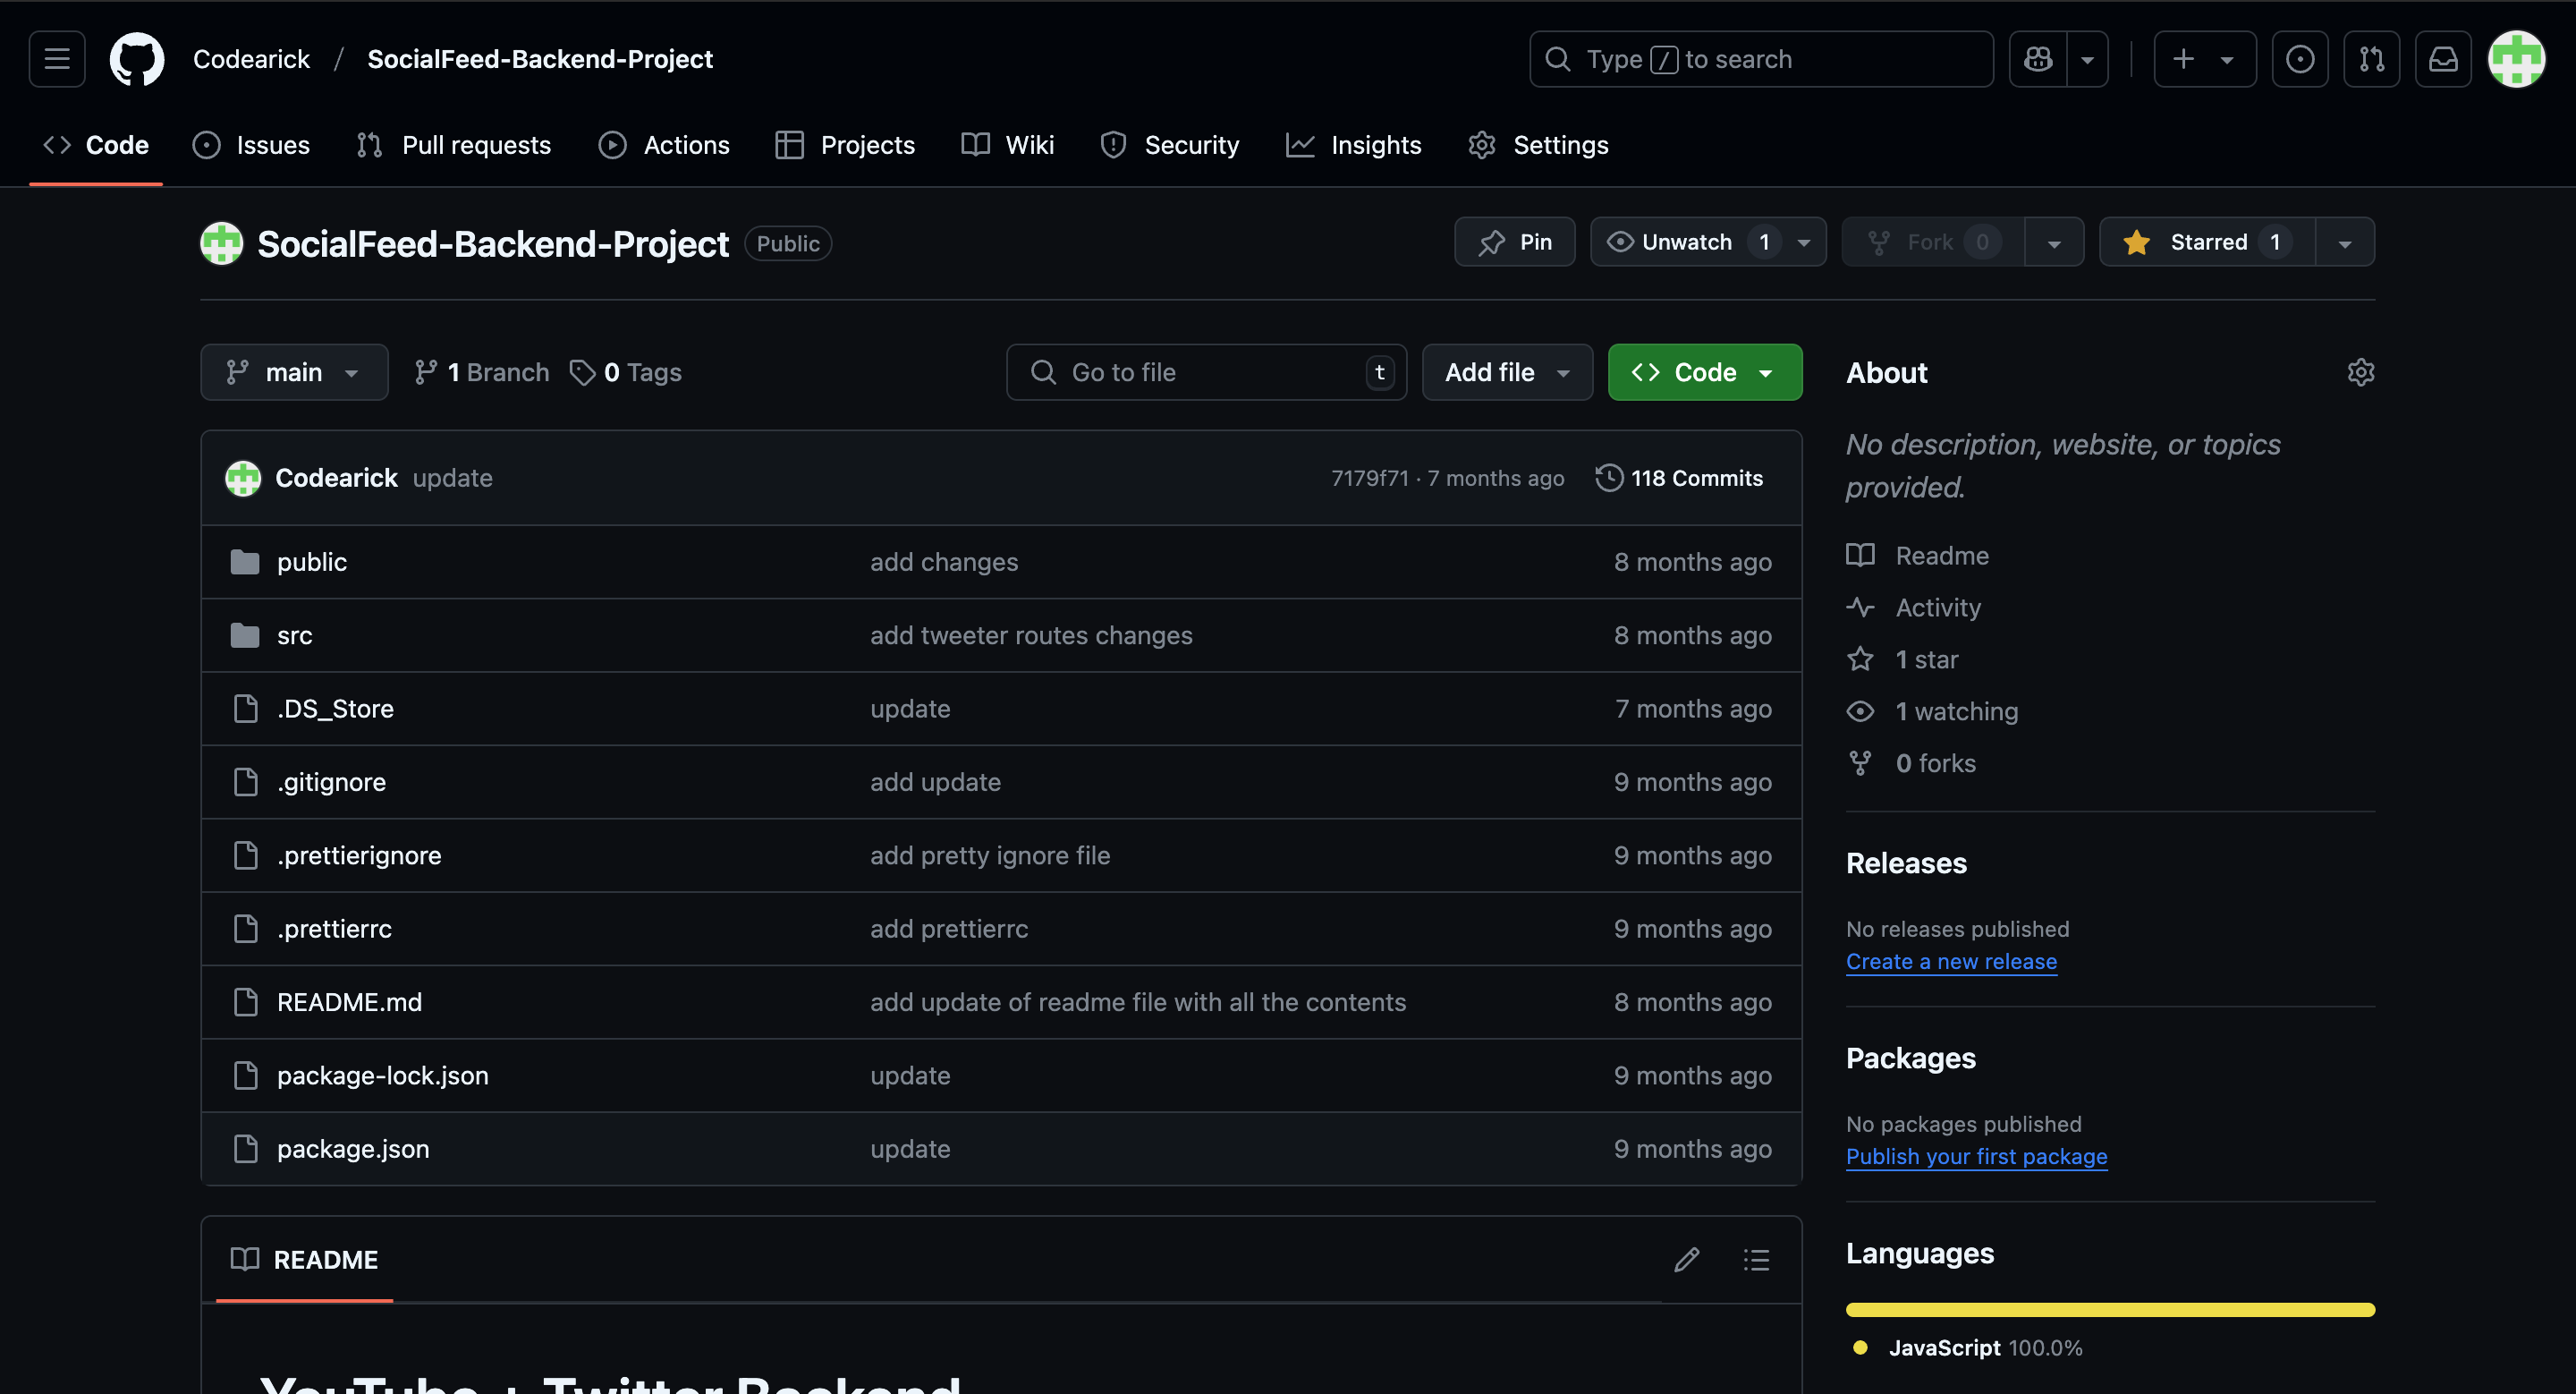 Codearick / SocialFeed-Backend-Project
Type / to search
Code
Issues
Pull requests
Actions
Projects
Wiki
Security
Insights
Settings
SocialFeed-Backend-Project Public
Pin
Unwatch 1
Fork 0
Starred 1
main
1 Branch
0 Tags
Go to file t
Add file
Code
Codearick update 7179f71 · 7 months ago 118 Commits
public add changes 8 months ago
src add tweeter routes changes 8 months ago
.DS_Store update 7 months ago
.gitignore add update 9 months ago
.prettierignore add pretty ignore file 9 months ago
.prettierrc add prettierrc 9 months ago
README.md add update of readme file with all the contents 8 months ago
package-lock.json update 9 months ago
package.json update 9 months ago
README
YouTube + Twitter Backend
About
No description, website, or topics
provided.
Readme
Activity
1 star
1 watching
0 forks
Releases
No releases published
Create a new release
Packages
No packages published
Publish your first package
Languages
JavaScript 100.0%